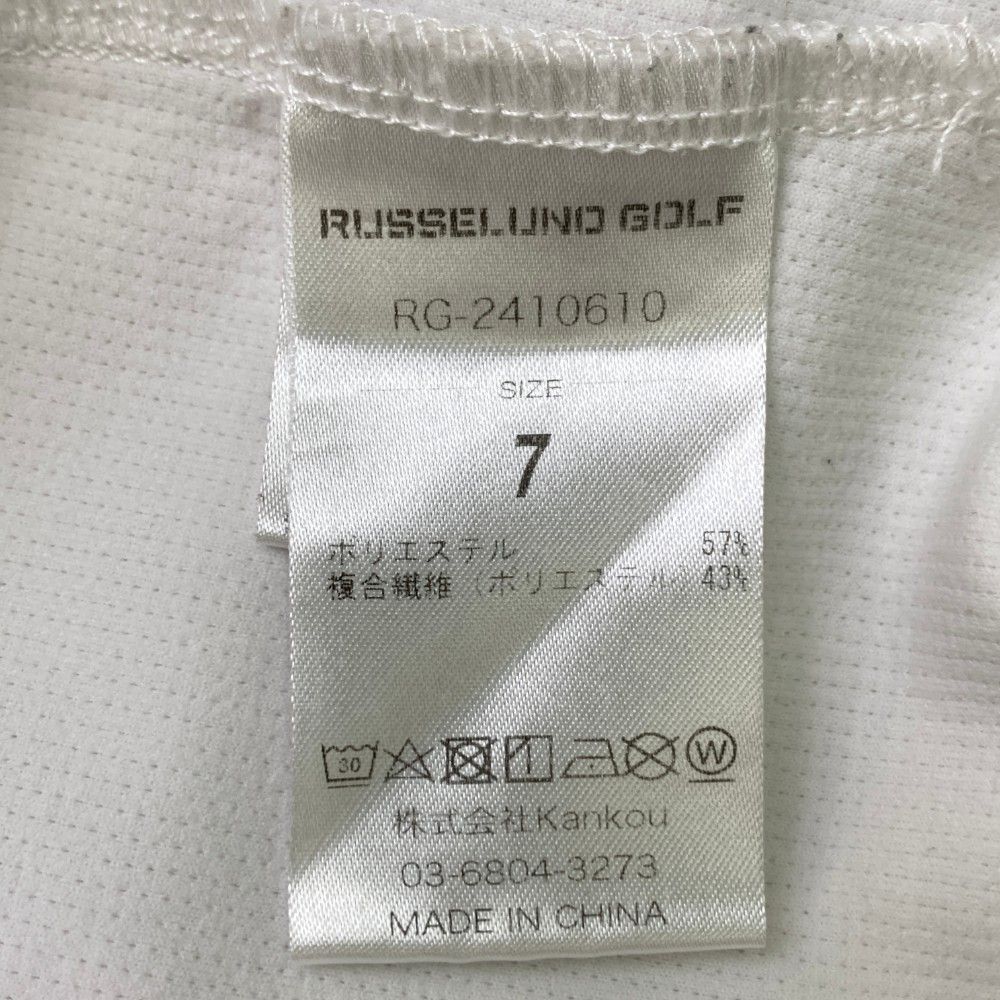 RUSSELUNO GOLF
RG-2410610
SIZE
7
ポリエステル 57%
複合繊維（ポリエステル 43%
30 W
株式会社Kankou
03-6804-3273
MADE IN CHINA